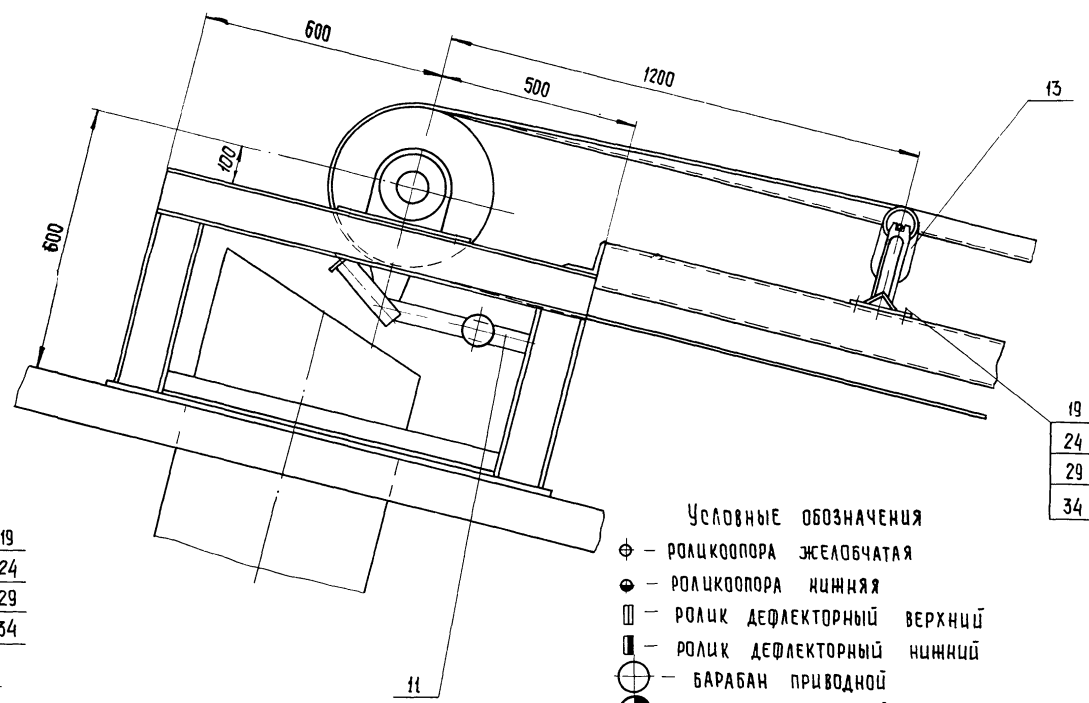 600
1200
500
13
100
600
19
24
29
34
19
24
29
34
11
Условные обозначения
– роликоопора желобчатая
– роликоопора нижняя
– ролик дефлекторный верхний
– ролик дефлекторный нижний
– барабан приводной